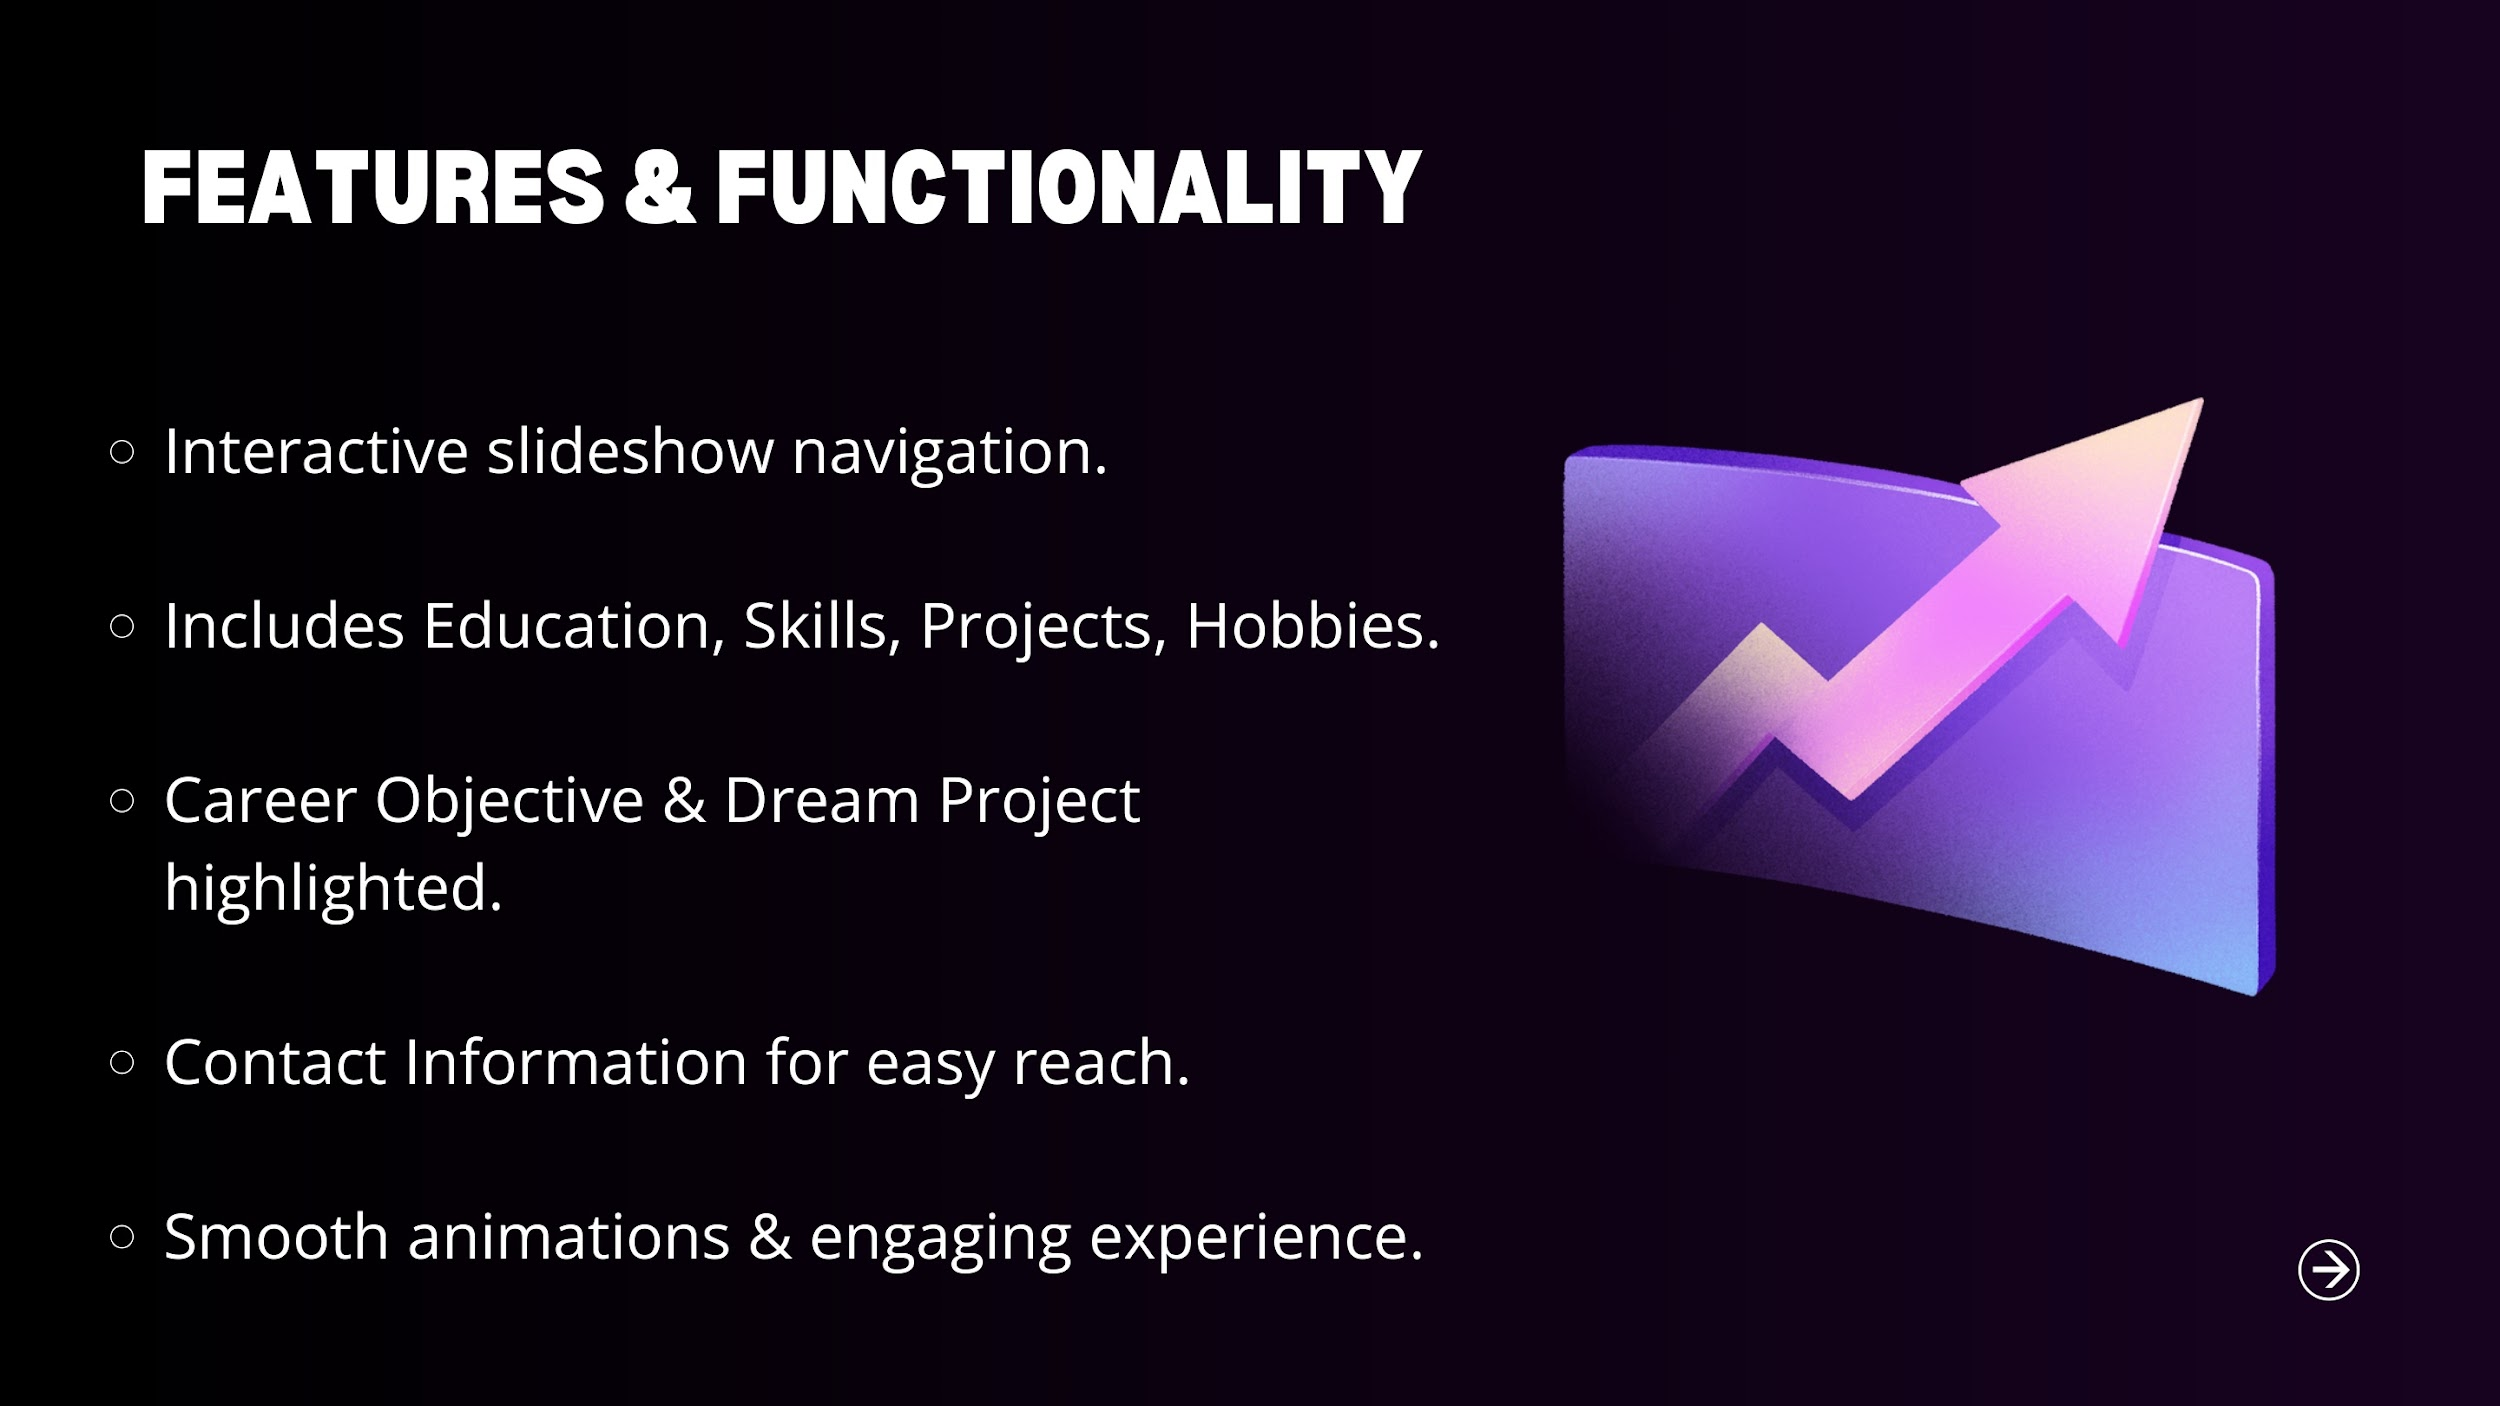 FEATURES & FUNCTIONALITY
Interactive slideshow navigation.
Includes Education, Skills, Projects, Hobbies.
Career Objective & Dream Project
highlighted.
Contact Information for easy reach.
Smooth animations & engaging experience.